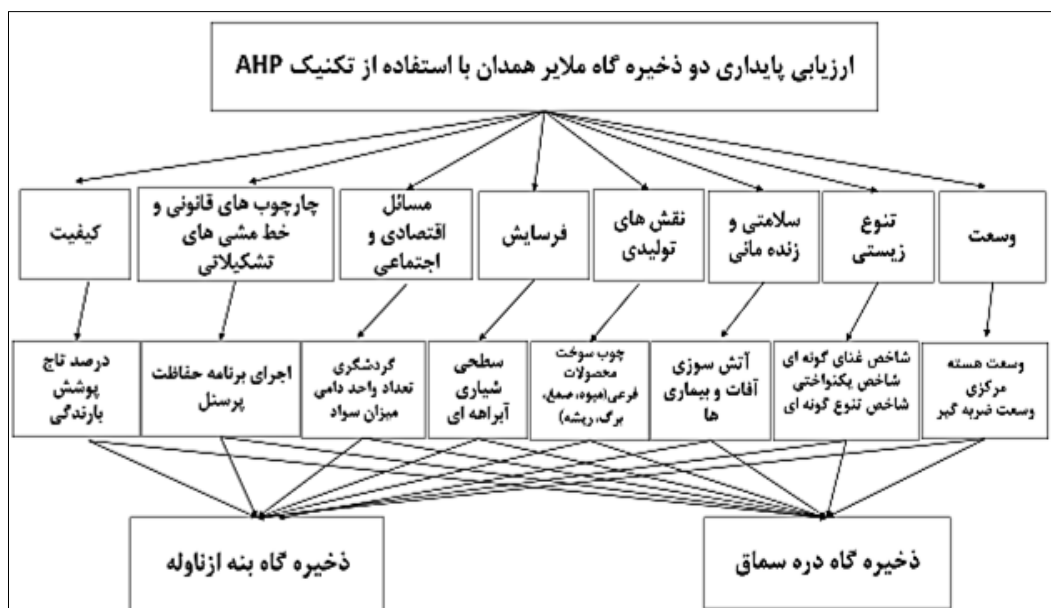 ارزیابی پایداری دو ذخیره گاه ملایر همدان با استفاده از تکنیک AHP
وسعت
تنوع
زیستی
سلامتی و
زنده مانی
نقش های
تولیدی
فرسایش
مسائل
اقتصادی و
اجتماعی
چارچوب های قانونی و
خط مشی های
تشکیلاتی
کیفیت
وسعت هسته
مرکزی
وسعت ضربه گیر
شاخص غنای گونه ای
شاخص یکنواختی
شاخص تنوع گونه ای
آتش سوزی
آفات و بیماری
ها
چوب سوخت
محصولات
فرعی(میوه، صمغ،
برگ، ریشه)
سطحی
شیاری
آبراهه ای
گردشگری
تعداد واحد دامی
میزان سواد
اجرای برنامه حفاظت
پرسنل
درصد تاج
پوشش
بارندگی
ذخیره گاه دره سماق
ذخیره گاه بنه ازناوله